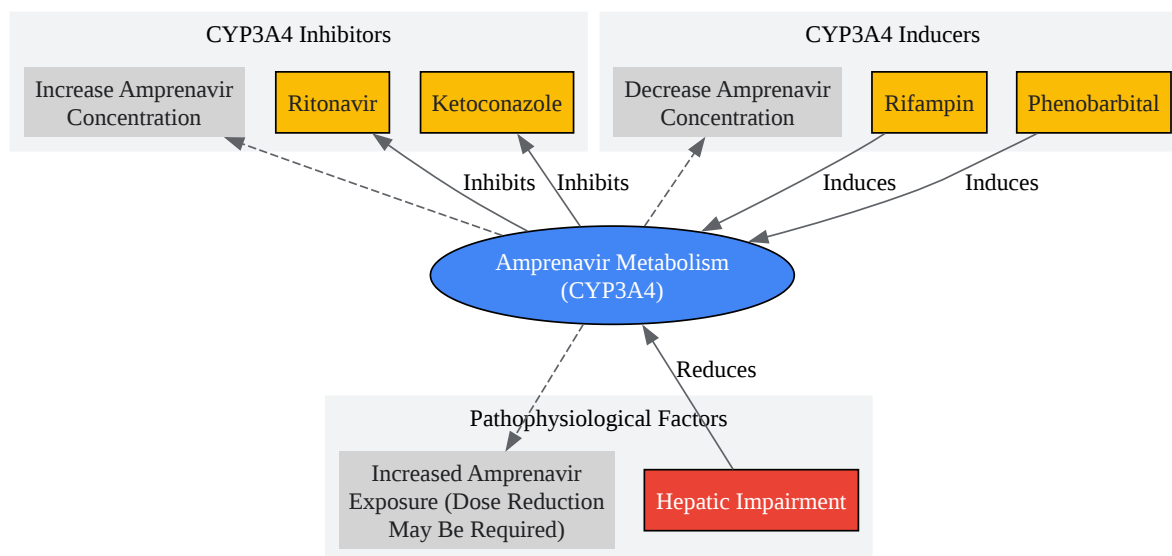 CYP3A4 Inhibitors
Increase Amprenavir
Concentration
Ritonavir
Ketoconazole
CYP3A4 Inducers
Decrease Amprenavir
Concentration
Rifampin
Phenobarbital
Inhibits
Inhibits
Induces
Induces
Amprenavir Metabolism
(CYP3A4)
Reduces
Pathophysiological Factors
Increased Amprenavir
Exposure (Dose Reduction
May Be Required)
Hepatic Impairment